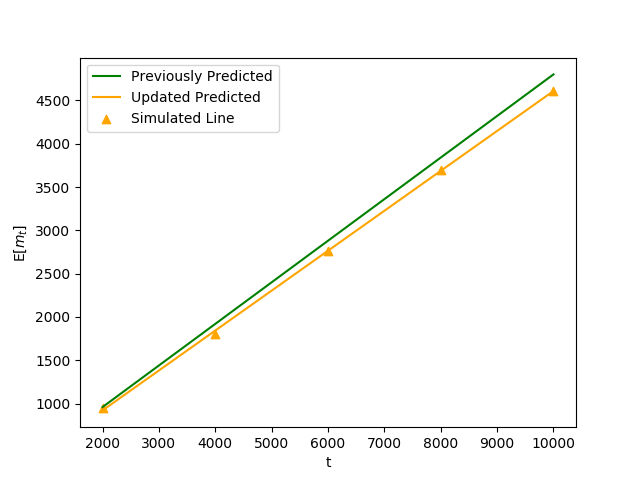 Previously Predicted
Updated Predicted
Simulated Line
E[m_t]
4500
4000
3500
3000
2500
2000
1500
1000
2000 3000 4000 5000 6000 7000 8000 9000 10000
t